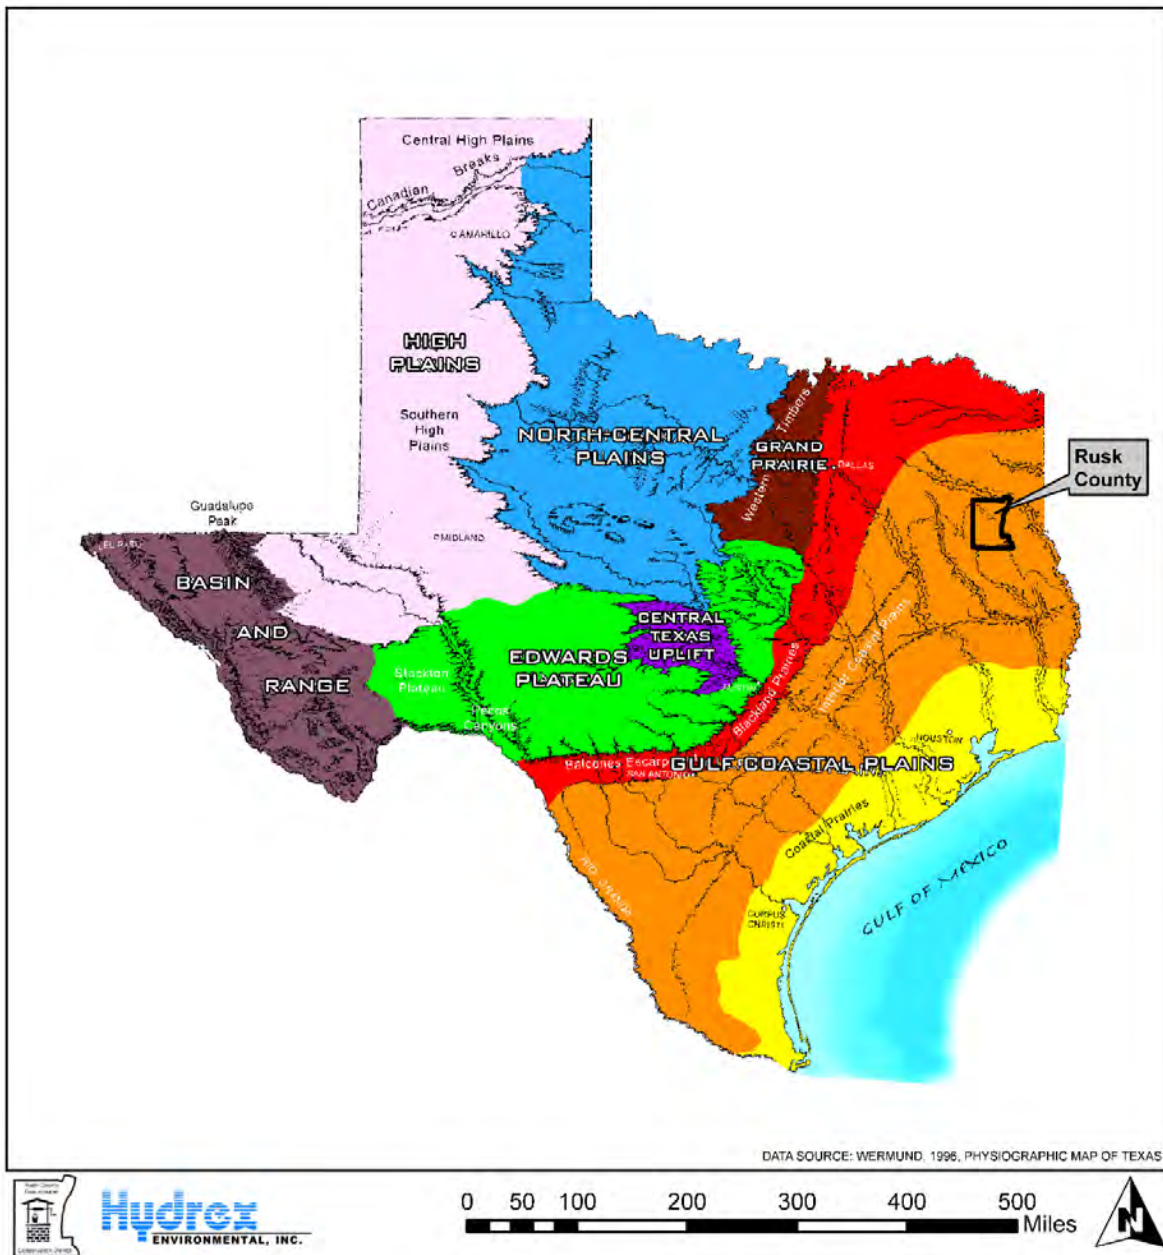 Central High Plains
Canadian Breaks
AMARILLO
HIGH
PLAINS
Southern
High
Plains
NORTH-CENTRAL
PLAINS
Western Timbers
GRAND
PRAIRIE
DALLAS
Rusk
County
Guadalupe
Peak
EL PASO
MIDLAND
BASIN
AND
RANGE
CENTRAL
TEXAS
UPLIFT
EDWARDS
PLATEAU
Stockton
Plateau
Pecos
Canyons
Blackland Prairies
Interior Coastal Plains
HOUSTON
Balcones
SAN ANTONIO
GULF COASTAL PLAINS
Coastal Prairies
RIO GRANDE
CORPUS
CHRISTI
GULF OF MEXICO
DATA SOURCE: WERMUND, 1996, PHYSIOGRAPHIC MAP OF TEXAS
Hydrex
ENVIRONMENTAL, INC.
0 50 100 200 300 400 500
Miles
N